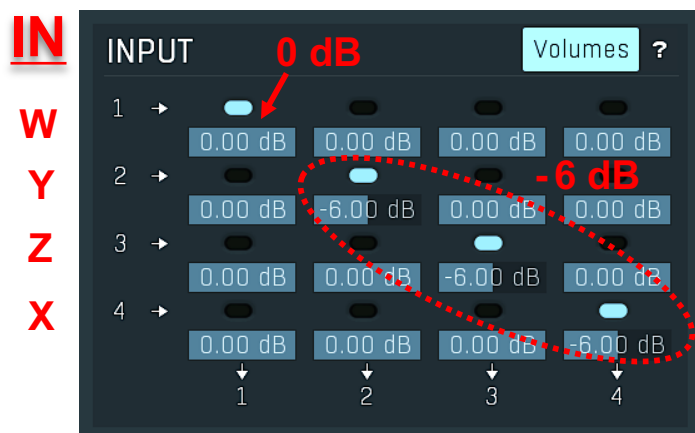 IN
INPUT
0 dB
Volumes ?
W
1
0.00 dB 0.00 dB 0.00 dB 0.00 dB
Y
2
-6 dB
0.00 dB -6.00 dB 0.00 dB 0.00 dB
Z
3
0.00 dB 0.00 dB -6.00 dB 0.00 dB
X
4
0.00 dB 0.00 dB 0.00 dB -6.00 dB
1 2 3 4